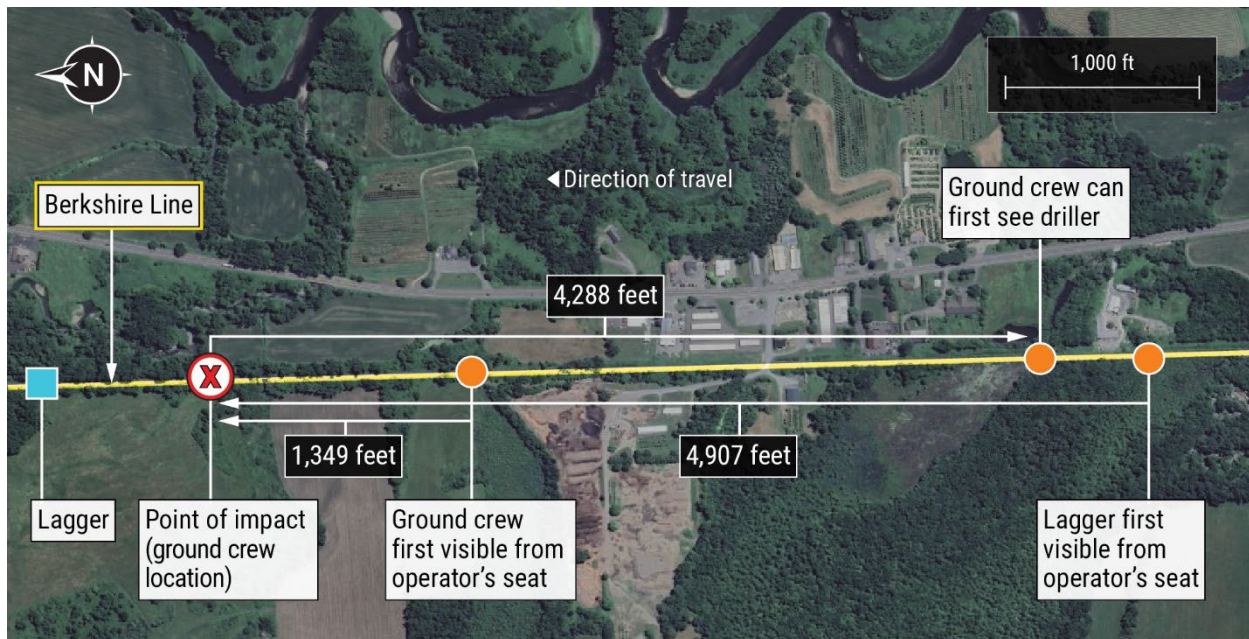 N
1,000 ft
Direction of travel
Berkshire Line
Ground crew can
first see driller
4,288 feet
X
1,349 feet
4,907 feet
Lagger
Point of impact
(ground crew
location)
Ground crew
first visible from
operator's seat
Lagger first
visible from
operator's seat